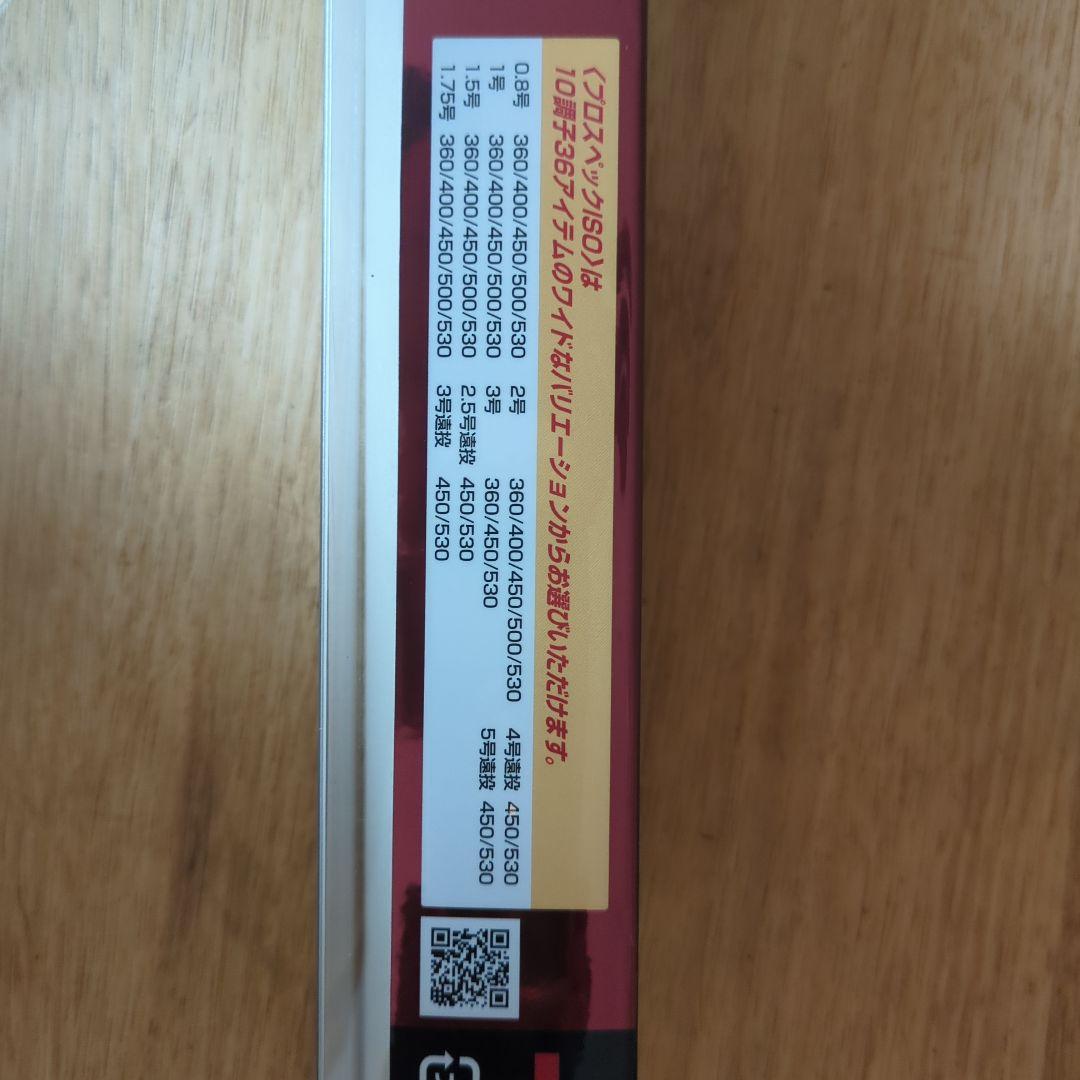 〈プロスペックISO〉は
10調子36アイテムのワイドなバリエーションからお選びいただけます。
0.8号 360/400/450/500/530 2号 360/400/450/500/530 4号遠投 450/530
1号 360/400/450/500/530 3号 360/450/530 5号遠投 450/530
1.5号 360/400/450/500/530 2.5号遠投 450/530
1.75号 360/400/450/500/530 3号遠投 450/530